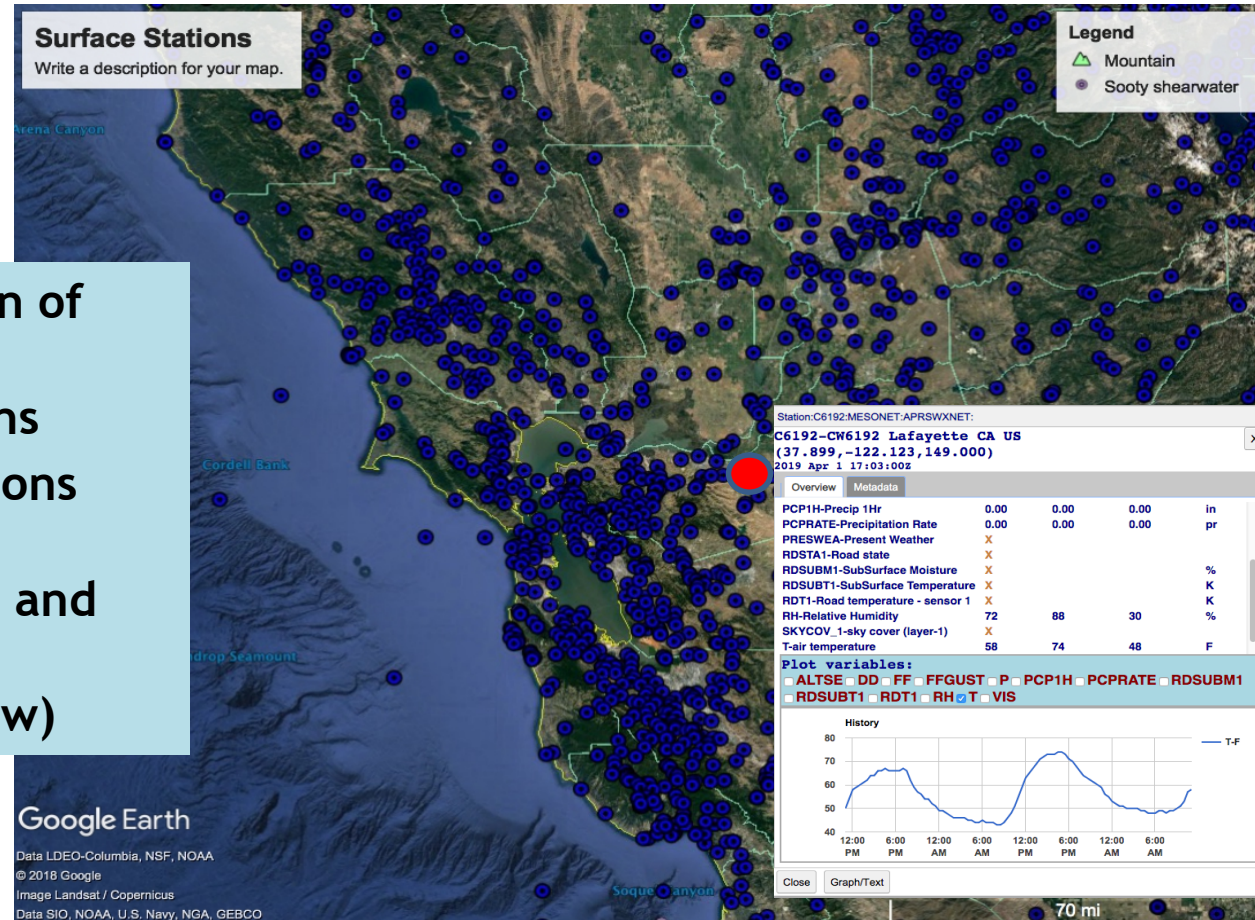 Surface Stations
Write a description for your map.
Legend
Mountain
Sooty shearwater
Arena Canyon
n of
ns
ons
and
w)
Cordell Bank
drop Seamount
Soque anyon
Station:C6192:MESONET:APRSWXNET:
C6192-CW6192 Lafayette CA US
(37.899,-122.123,149.000)
2019 Apr 1 17:03:00Z
X
Overview Metadata
PCP1H-Precip 1Hr 0.00 0.00 0.00 in
PCPRATE-Precipitation Rate 0.00 0.00 0.00 pr
PRESWEA-Present Weather X
RDSTA1-Road state X
RDSUBM1-SubSurface Moisture X %
RDSUBT1-SubSurface Temperature X K
RDT1-Road temperature - sensor 1 X K
RH-Relative Humidity 72 88 30 %
SKYCOV_1-sky cover (layer-1) X
T-air temperature 58 74 48 F
Plot variables:
ALTSE DD FF FFGUST P PCP1H PCPRATE RDSUBM1
RDSUBT1 RDT1 RH T VIS
History
80
70
60
50
40
T-F
12:00 6:00 12:00 6:00 12:00 6:00 12:00 6:00
PM PM AM AM PM PM AM AM
Close Graph/Text
70 mi
Google Earth
Data LDEO-Columbia, NSF, NOAA
© 2018 Google
Image Landsat / Copernicus
Data SIO, NOAA, U.S. Navy, NGA, GEBCO